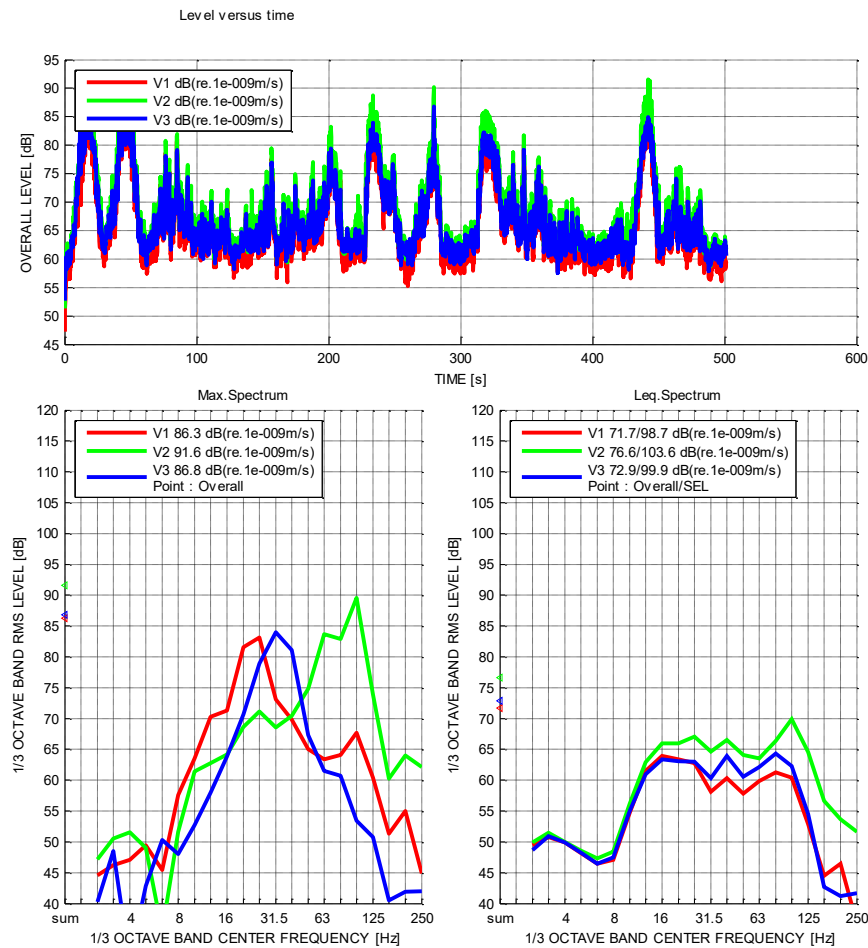 Level versus time
95
90
85
80
75
70
65
60
55
50
45
OVERALL LEVEL [dB]
V1 dB(re.1e-009m/s)
V2 dB(re.1e-009m/s)
V3 dB(re.1e-009m/s)
0 100 200 300 400 500 600
TIME [s]
Max.Spectrum
120
115
110
105
100
95
90
85
80
75
70
65
60
55
50
45
40
1/3 OCTAVE BAND RMS LEVEL [dB]
V1 86.3 dB(re.1e-009m/s)
V2 91.6 dB(re.1e-009m/s)
V3 86.8 dB(re.1e-009m/s)
Point : Overall
sum 4 8 16 31.5 63 125 250
1/3 OCTAVE BAND CENTER FREQUENCY [Hz]
Leq.Spectrum
120
115
110
105
100
95
90
85
80
75
70
65
60
55
50
45
40
1/3 OCTAVE BAND RMS LEVEL [dB]
V1 71.7/98.7 dB(re.1e-009m/s)
V2 76.6/103.6 dB(re.1e-009m/s)
V3 72.9/99.9 dB(re.1e-009m/s)
Point : Overall/SEL
sum 4 8 16 31.5 63 125 250
1/3 OCTAVE BAND CENTER FREQUENCY [Hz]